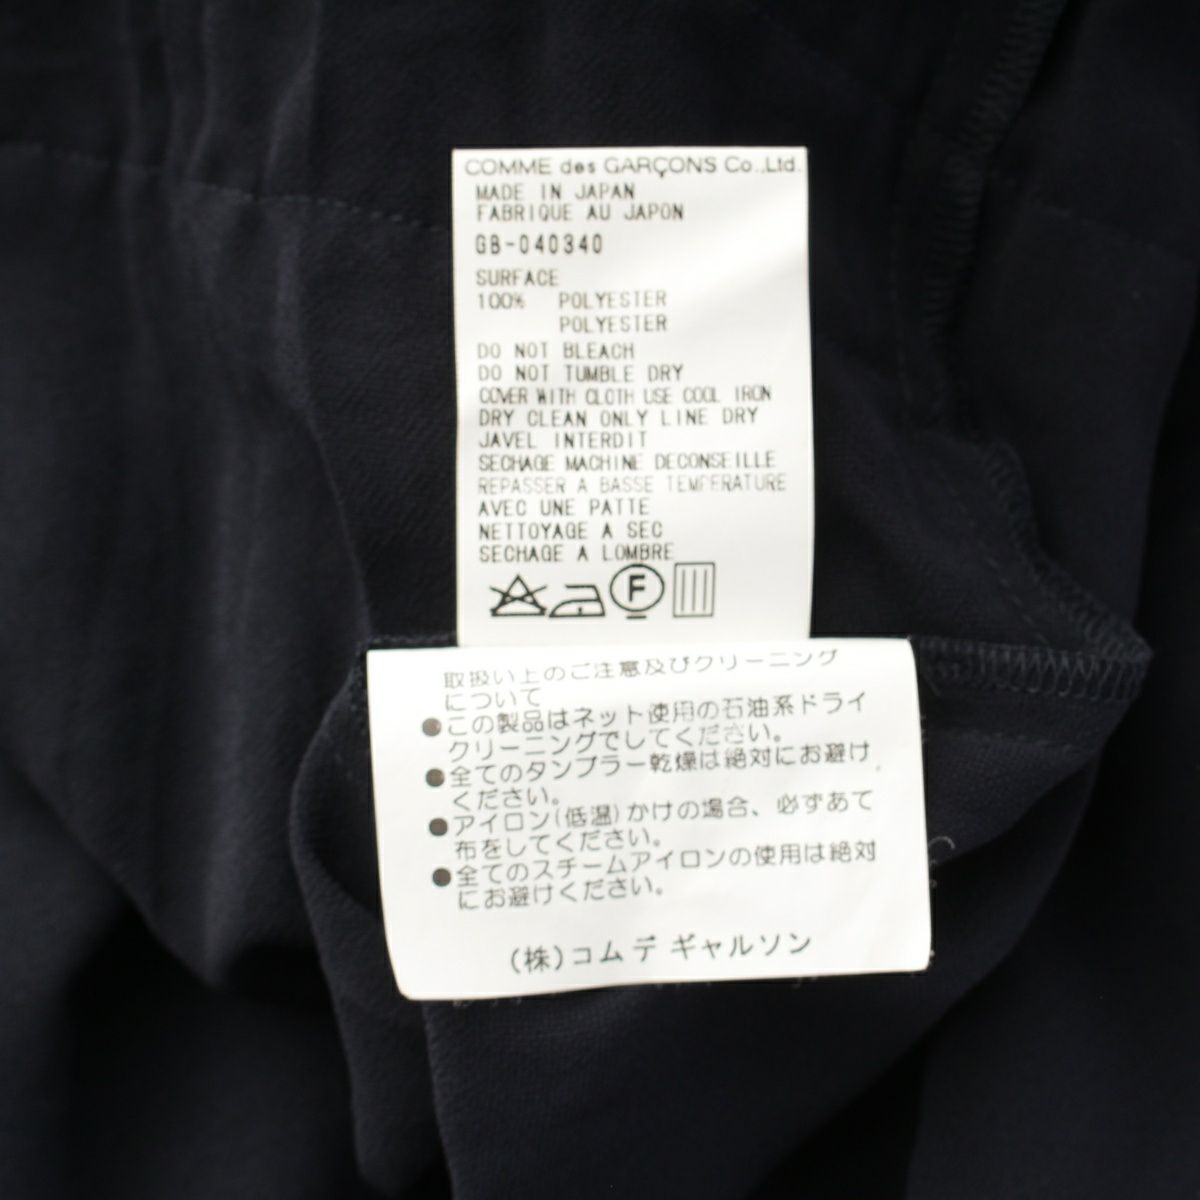 COMME des GARÇONS Co.,Ltd.
MADE IN JAPAN
FABRIQUE AU JAPON
GB-040340
SURFACE
100% POLYESTER
POLYESTER
DO NOT BLEACH
DO NOT TUMBLE DRY
COVER WITH CLOTH USE COOL IRON
DRY CLEAN ONLY LINE DRY
JAVEL INTERDIT
SECHAGE MACHINE DECONSEILLE
REPASSER A BASSE TEMPERATURE
AVEC UNE PATTE
NETTOYAGE A SEC
SECHAGE A LOMBRE
F
取扱い上のご注意及びクリーニング
について
●この製品はネット使用の石油系ドライ
クリーニングでしてください。
●全てのタンブラー乾燥は絶対にお避け
ください。
●アイロン(低温)かけの場合、必ずあて
布をしてください。
●全てのスチームアイロンの使用は絶対
にお避けください。
(株)コム デ ギャルソン